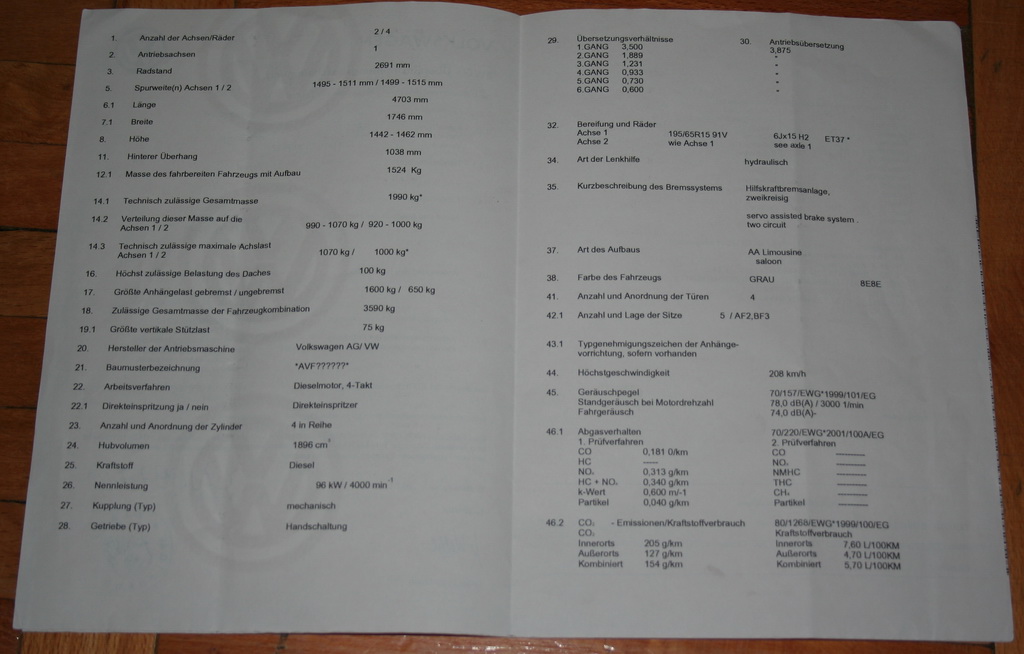 1. Anzahl der Achsen/Räder 2 / 4
2. Antriebsachsen 1
3. Radstand 2691 mm
5. Spurweite(n) Achsen 1 / 2 1495 - 1511 mm / 1499 - 1515 mm
6.1 Länge 4703 mm
7.1 Breite 1746 mm
8. Höhe 1442 - 1462 mm
11. Hinterer Überhang 1038 mm
12.1 Masse des fahrbereiten Fahrzeugs mit Aufbau 1524 Kg
14.1 Technisch zulässige Gesamtmasse 1990 kg*
14.2 Verteilung dieser Masse auf die
Achsen 1 / 2 990 - 1070 kg / 920 - 1000 kg
14.3 Technisch zulässige maximale Achslast
Achsen 1 / 2 1070 kg / 1000 kg*
16. Höchst zulässige Belastung des Daches 100 kg
17. Größte Anhängelast gebremst / ungebremst 1600 kg / 650 kg
18. Zulässige Gesamtmasse der Fahrzeugkombination 3590 kg
19.1 Größte vertikale Stützlast 75 kg
20. Hersteller der Antriebsmaschine Volkswagen AG/ VW
21. Baumusterbezeichnung *AVF??????*
22. Arbeitsverfahren Dieselmotor, 4-Takt
22.1 Direkteinspritzung ja / nein Direkteinspritzer
23. Anzahl und Anordnung der Zylinder 4 in Reihe
24. Hubvolumen 1896 cm³
25. Kraftstoff Diesel
26. Nennleistung 96 kW / 4000 min⁻¹
27. Kupplung (Typ) mechanisch
28. Getriebe (Typ) Handschaltung
29. Übersetzungsverhältnisse 30. Antriebsübersetzung
1.GANG 3,500 3,875
2.GANG 1,889 "
3.GANG 1,231 "
4.GANG 0,933 "
5.GANG 0,730 "
6.GANG 0,600 "
32. Bereifung und Räder
Achse 1 195/65R15 91V 6Jx15 H2 ET37 *
Achse 2 wie Achse 1 see axle 1
34. Art der Lenkhilfe hydraulisch
35. Kurzbeschreibung des Bremssystems Hilfskraftbremsanlage,
zweikreisig
servo assisted brake system .
two circuit
37. Art des Aufbaus AA Limousine
saloon
38. Farbe des Fahrzeugs GRAU 8E8E
41. Anzahl und Anordnung der Türen 4
42.1 Anzahl und Lage der Sitze 5 / AF2,BF3
43.1 Typgenehmigungszeichen der Anhänge-
vorrichtung, sofern vorhanden
44. Höchstgeschwindigkeit 208 km/h
45. Geräuschpegel 70/157/EWG*1999/101/EG
Standgeräusch bei Motordrehzahl 78,0 dB(A) / 3000 1/min
Fahrgeräusch 74,0 dB(A)-
46.1 Abgasverhalten 70/220/EWG*2001/100A/EG
1. Prüfverfahren 2. Prüfverfahren
CO 0,181 0/km CO --------
HC ----- NOₓ --------
NOₓ 0,313 g/km NMHC --------
HC + NOₓ 0,340 g/km THC --------
k-Wert 0,600 m/-1 CH₄ --------
Partikel 0,040 g/km Partikel --------
46.2 CO₂ - Emissionen/Kraftstoffverbrauch 80/1268/EWG*1999/100/EG
CO₂ Kraftstoffverbrauch
Innerorts 205 g/km Innerorts 7,60 L/100KM
Außerorts 127 g/km Außerorts 4,70 L/100KM
Kombiniert 154 g/km Kombiniert 5,70 L/100KM